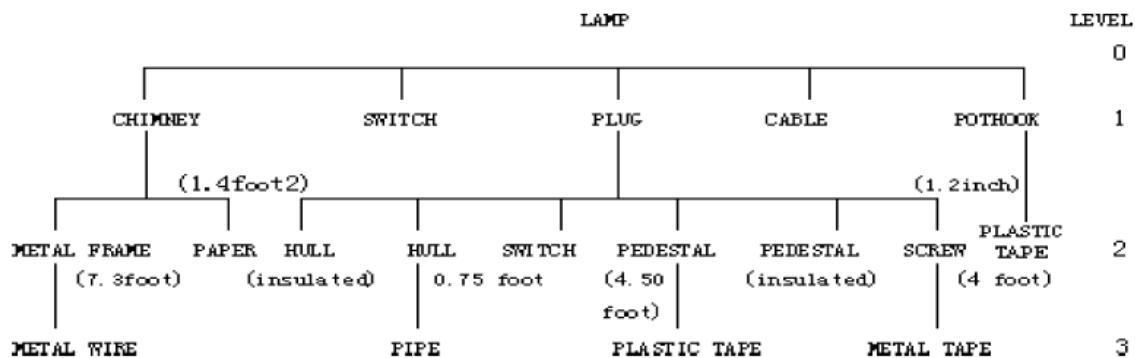 LAMP LEVEL
0
CHIMNEY SWITCH PLUG CABLE POTHOOK 1
(1.4foot2) (1.2inch)
METAL FRAME PAPER HULL HULL SWITCH PEDESTAL PEDESTAL SCREW PLASTIC TAPE 2
(7.3foot) (insulated) 0.75 foot (4.50 foot) (insulated) (4 foot)
METAL WIRE PIPE PLASTIC TAPE METAL TAPE 3